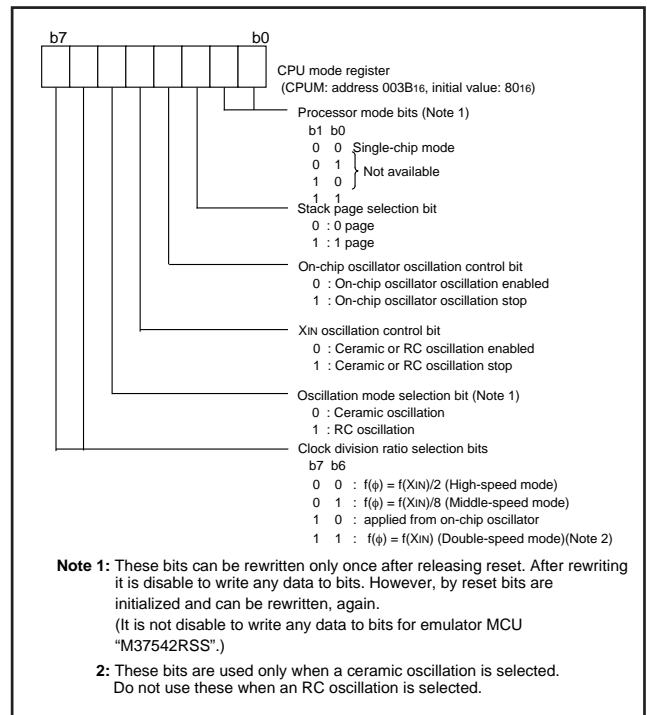 b7 b0
CPU mode register
(CPUM: address 003B16, initial value: 8016)
Processor mode bits (Note 1)
b1 b0
0 0 Single-chip mode
0 1
Not available
1 0
1 1
Stack page selection bit
0 : 0 page
1 : 1 page
On-chip oscillator oscillation control bit
0 : On-chip oscillator oscillation enabled
1 : On-chip oscillator oscillation stop
XIN oscillation control bit
0 : Ceramic or RC oscillation enabled
1 : Ceramic or RC oscillation stop
Oscillation mode selection bit (Note 1)
0 : Ceramic oscillation
1 : RC oscillation
Clock division ratio selection bits
b7 b6
0 0 : f(φ) = f(XIN)/2 (High-speed mode)
0 1 : f(φ) = f(XIN)/8 (Middle-speed mode)
1 0 : applied from on-chip oscillator
1 1 : f(φ) = f(XIN) (Double-speed mode)(Note 2)
Note 1: These bits can be rewritten only once after releasing reset. After rewriting
it is disable to write any data to bits. However, by reset bits are
initialized and can be rewritten, again.
(It is not disable to write any data to bits for emulator MCU
“M37542RSS”.)
2: These bits are used only when a ceramic oscillation is selected.
Do not use these when an RC oscillation is selected.